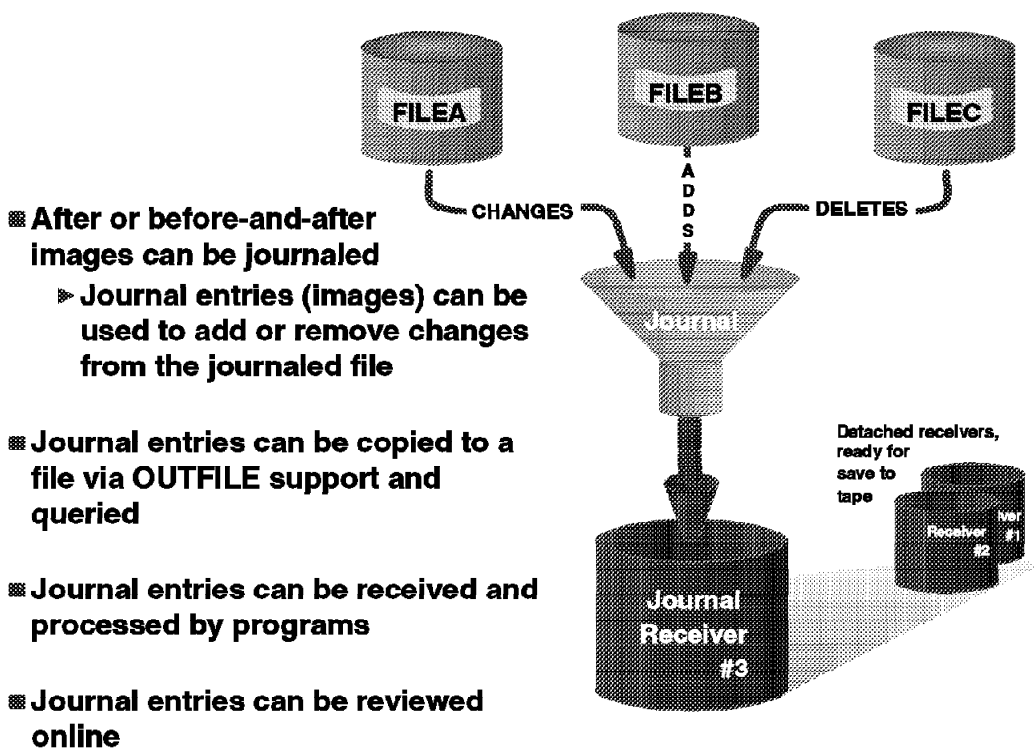 FILEA
FILEB
FILEC
CHANGES
ADDS
DELETES
Journal
After or before-and-after
images can be journaled
Journal entries (images) can be
used to add or remove changes
from the journaled file
Journal entries can be copied to a
file via OUTFILE support and
queried
Journal entries can be received and
processed by programs
Journal entries can be reviewed
online
Detached receivers,
ready for
save to
tape
Receiver
#2
iver
#1
Journal
Receiver
#3